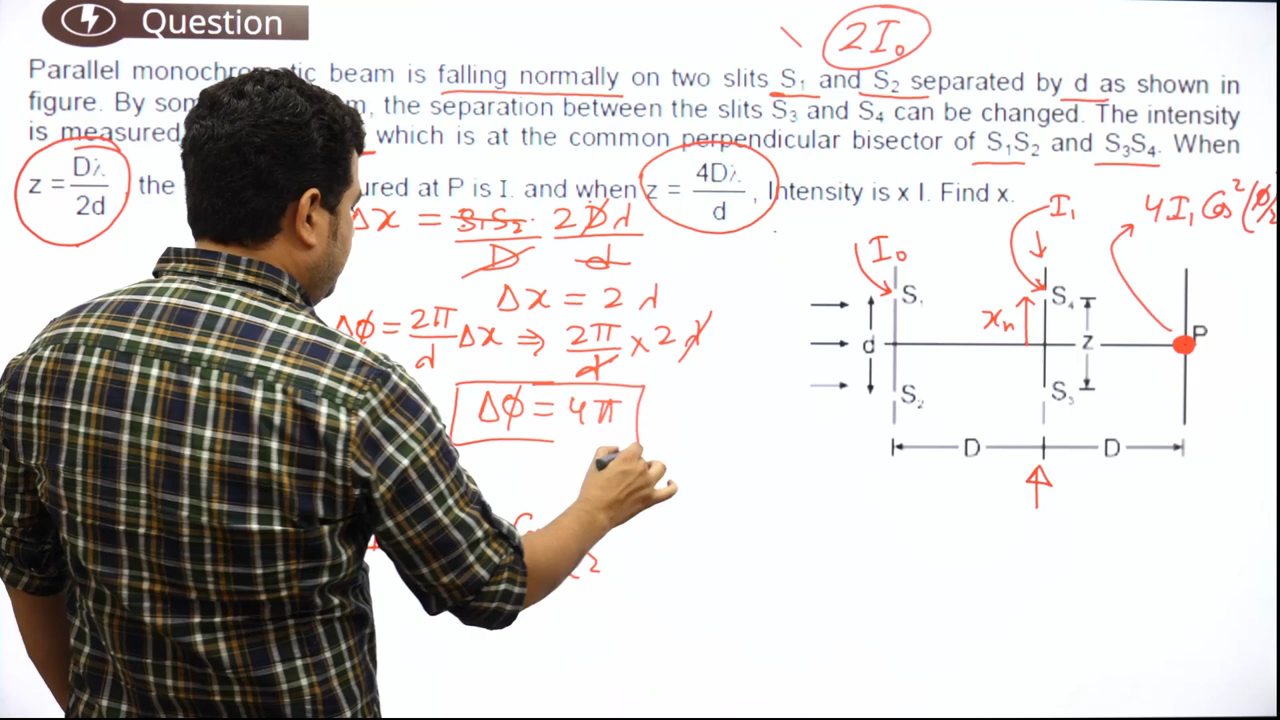 Question
2I₀
Parallel monochrom tic beam is falling normally on two slits S₁ and S₂ separated by d as shown in
figure. By som m, the separation between the slits S₃ and S₄ can be changed. The intensity
is measured which is at the common perpendicular bisector of S₁S₂ and S₃S₄. When
z = Dλ/2d, the ured at P is I. and when z = 4Dλ/d, Intensity is x I. Find x.
Δx = S₁S₂/D 2Dλ/d
I₁
4I₁ Cos²(ϕ/2
I₀
Δx = 2λ
S₁
S₄
Δϕ = 2π/d Δx ⇒ 2π/λ × 2λ
xₙ
d
z
P
Δϕ = 4π
S₂
S₃
D
D
2